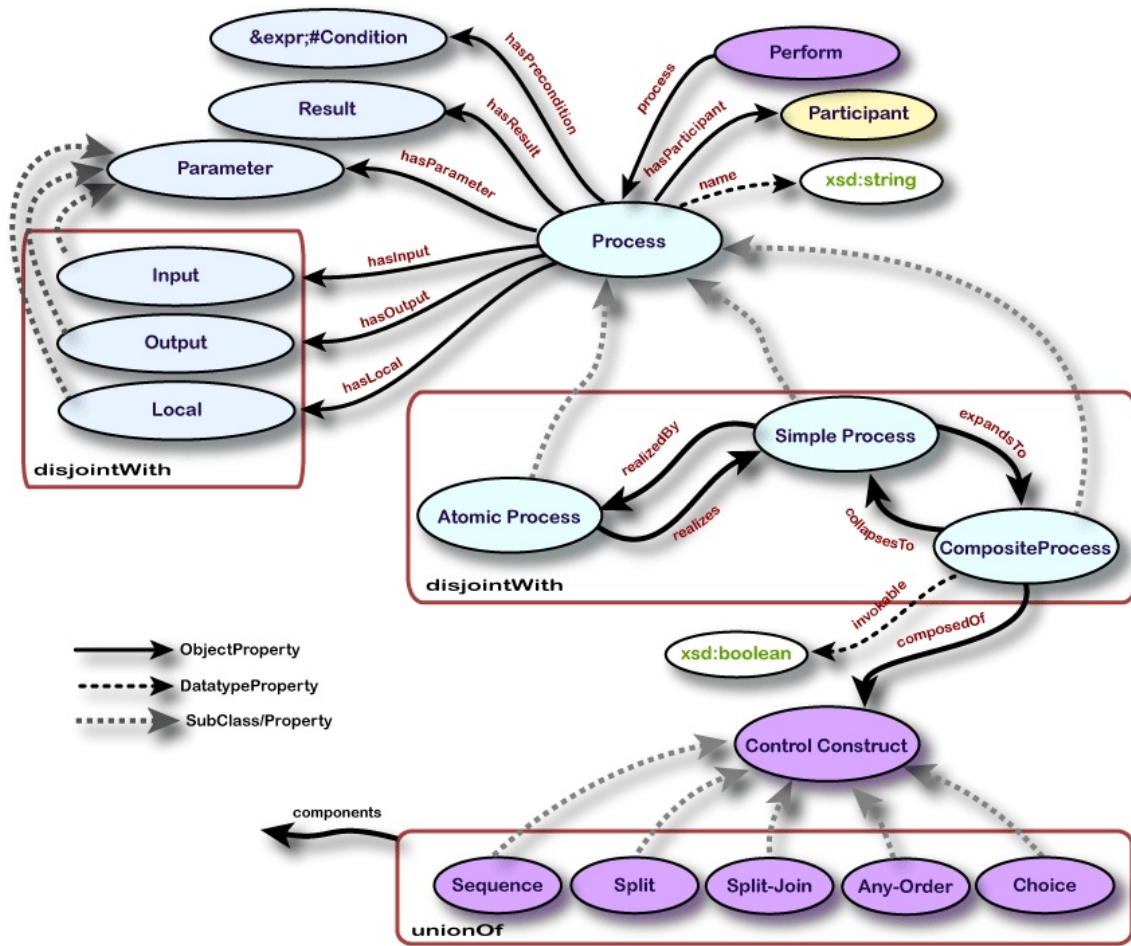 &expr;#Condition
hasPrecondition
process
Perform
Result
hasResult
hasParticipant
Participant
Parameter
hasParameter
name
xsd:string
Process
Input
hasInput
Output
hasOutput
Local
hasLocal
disjointWith
realizedBy
Simple Process
expandsTo
Atomic Process
realizes
collapsesTo
CompositeProcess
disjointWith
invokable
composedOf
xsd:boolean
ObjectProperty
DatatypeProperty
SubClass/Property
Control Construct
components
Sequence
Split
Split-Join
Any-Order
Choice
unionOf